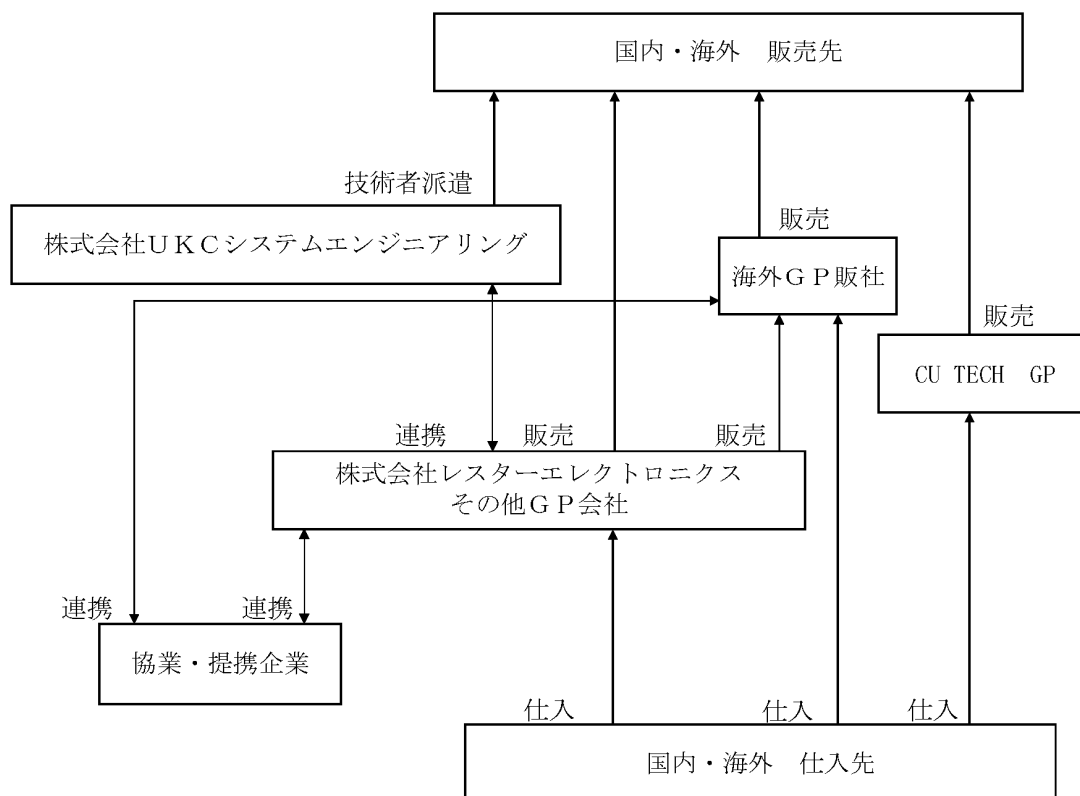 国内・海外　販売先
技術者派遣
株式会社ＵＫＣシステムエンジニアリング
販売
海外ＧＰ販社
販売
CU TECH　GP
連携
販売
販売
株式会社レスターエレクトロニクス
その他ＧＰ会社
連携
連携
協業・提携企業
仕入
仕入
仕入
国内・海外　仕入先